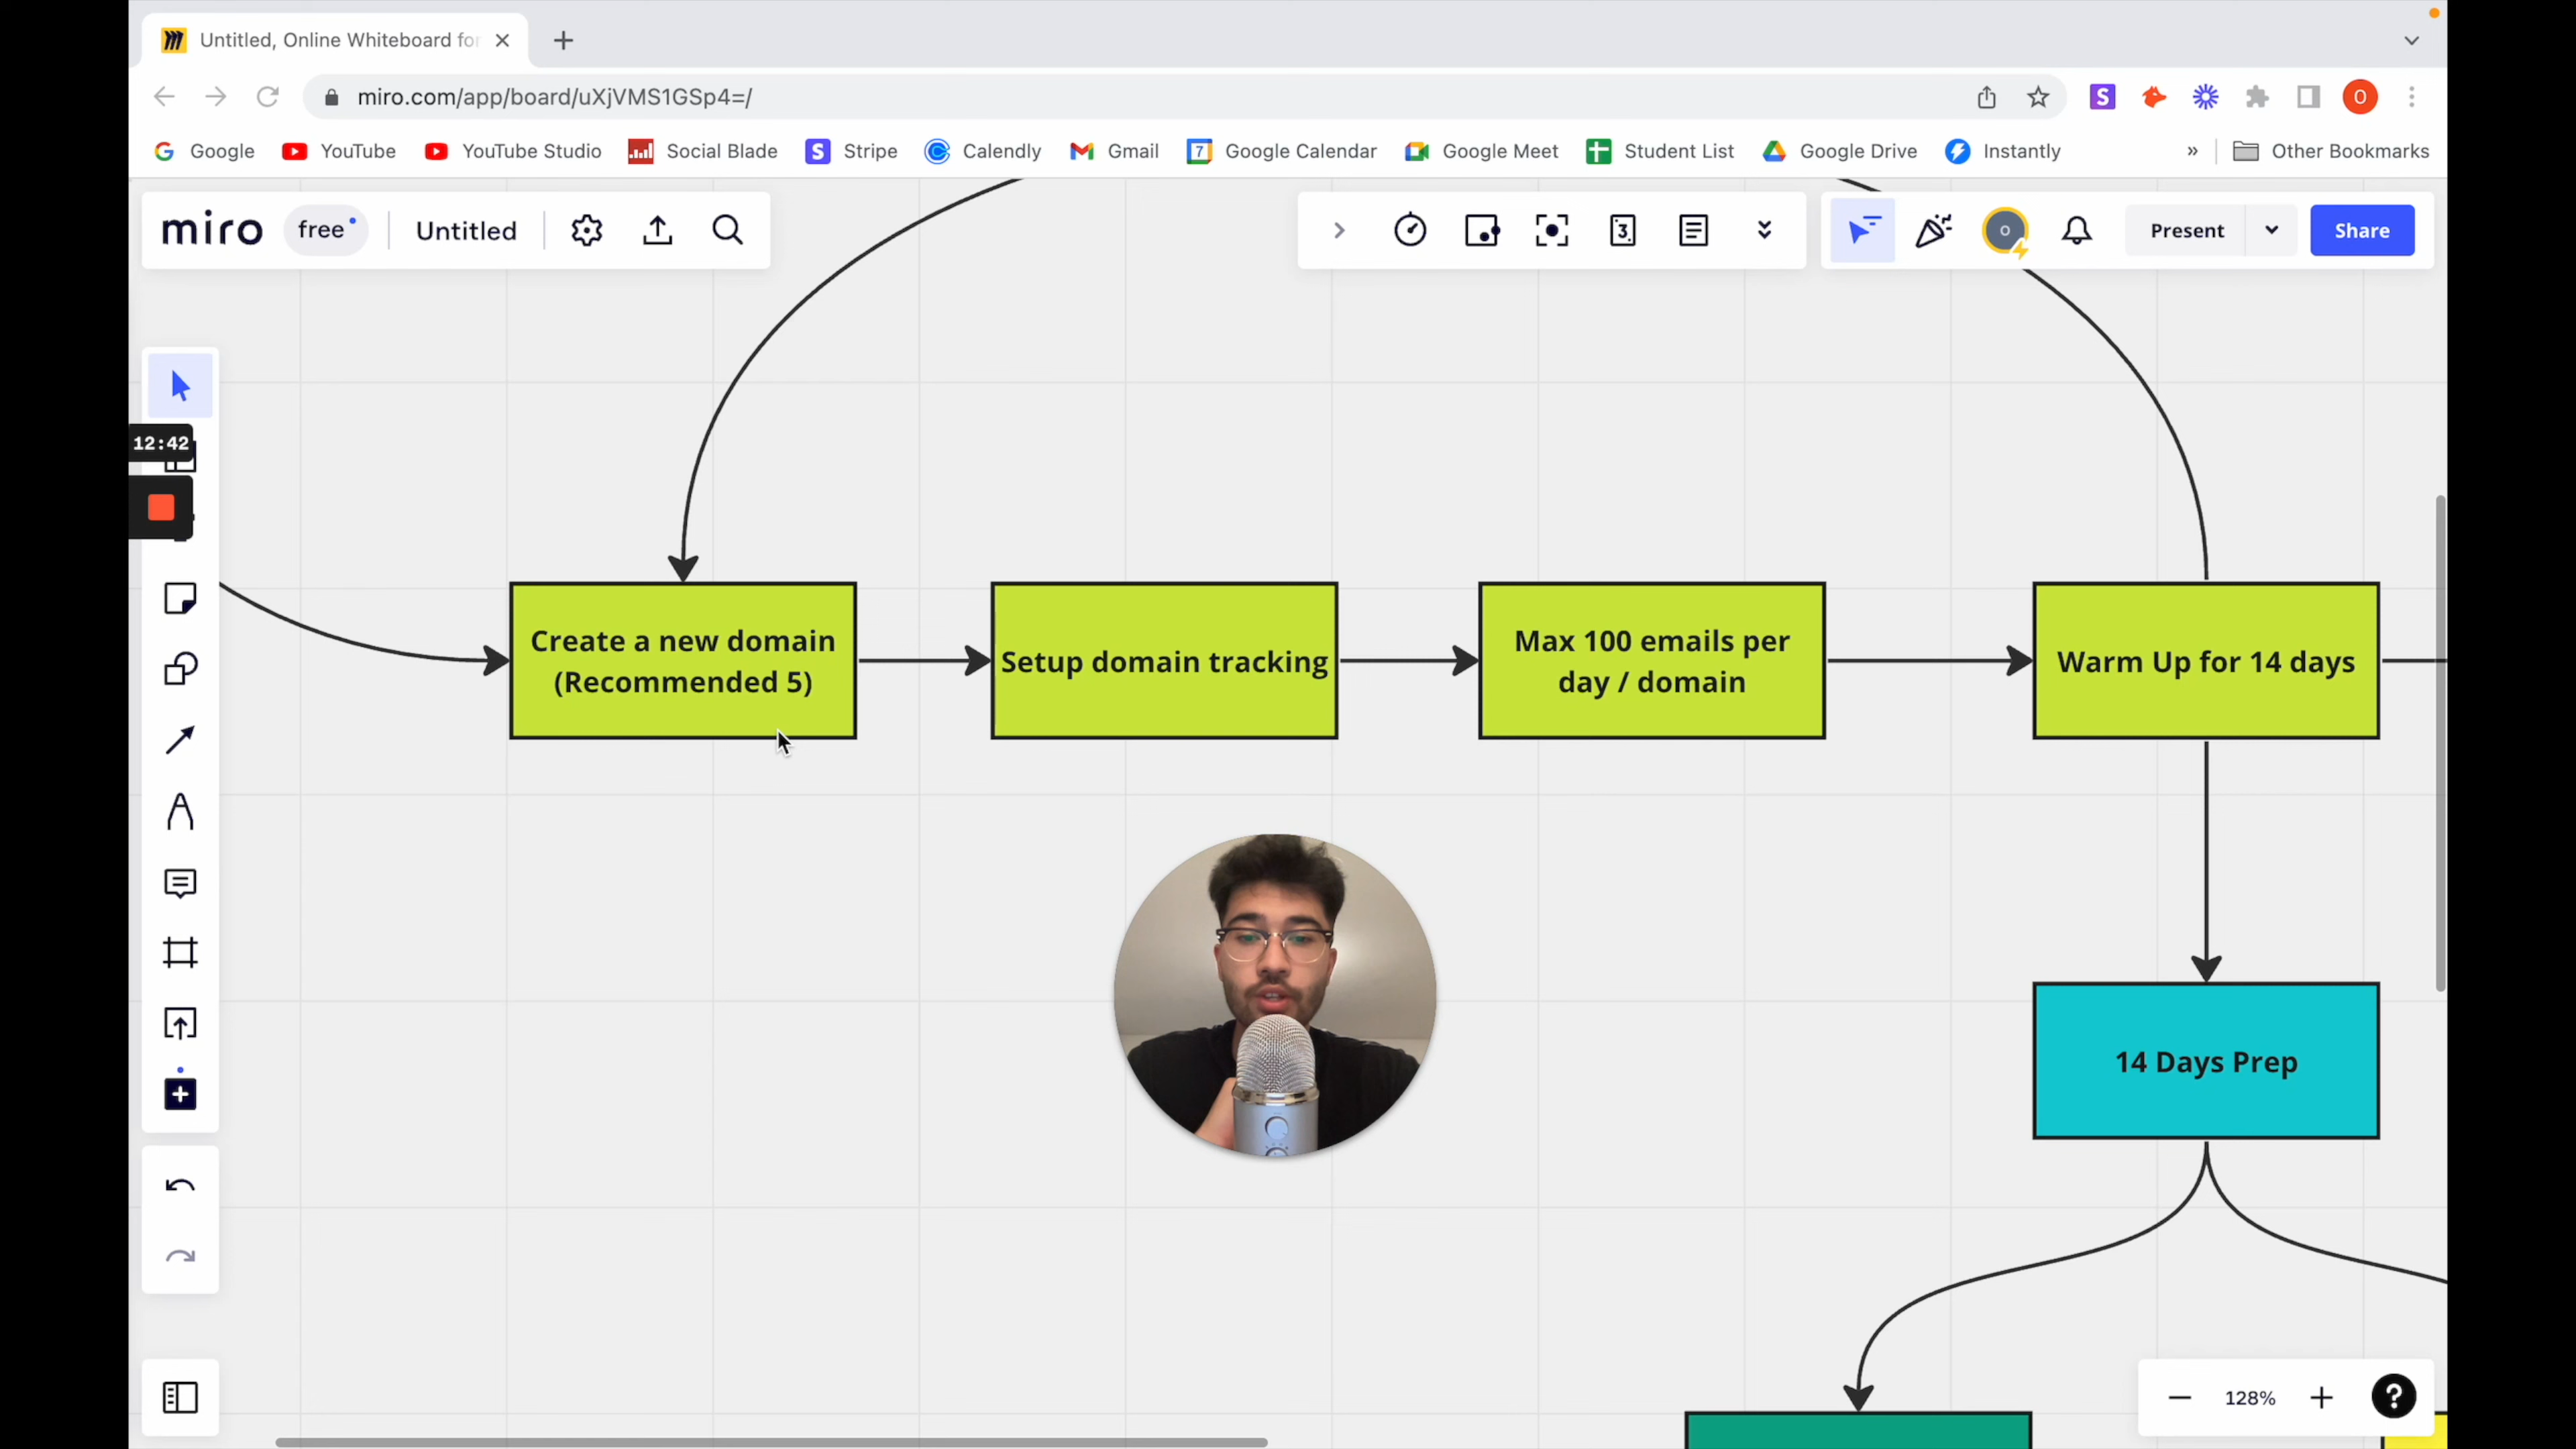 Untitled, Online Whiteboard for
miro.com/app/board/uXjVMS1GSp4=/
O
Google YouTube YouTube Studio Social Blade S Stripe Calendly Gmail 7 Google Calendar Google Meet Student List Google Drive Instantly » Other Bookmarks
miro free Untitled
3 O Present Share
12:42
Create a new domain
(Recommended 5)
Setup domain tracking
Max 100 emails per
day / domain
Warm Up for 14 days
14 Days Prep
128% ?